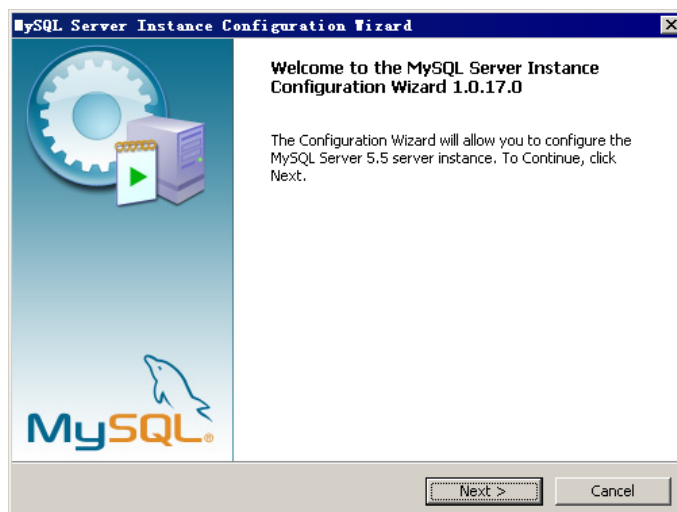 MySQL Server Instance Configuration Wizard
Welcome to the MySQL Server Instance
Configuration Wizard 1.0.17.0
The Configuration Wizard will allow you to configure the
MySQL Server 5.5 server instance. To Continue, click
Next.
MySQL®
Next >
Cancel